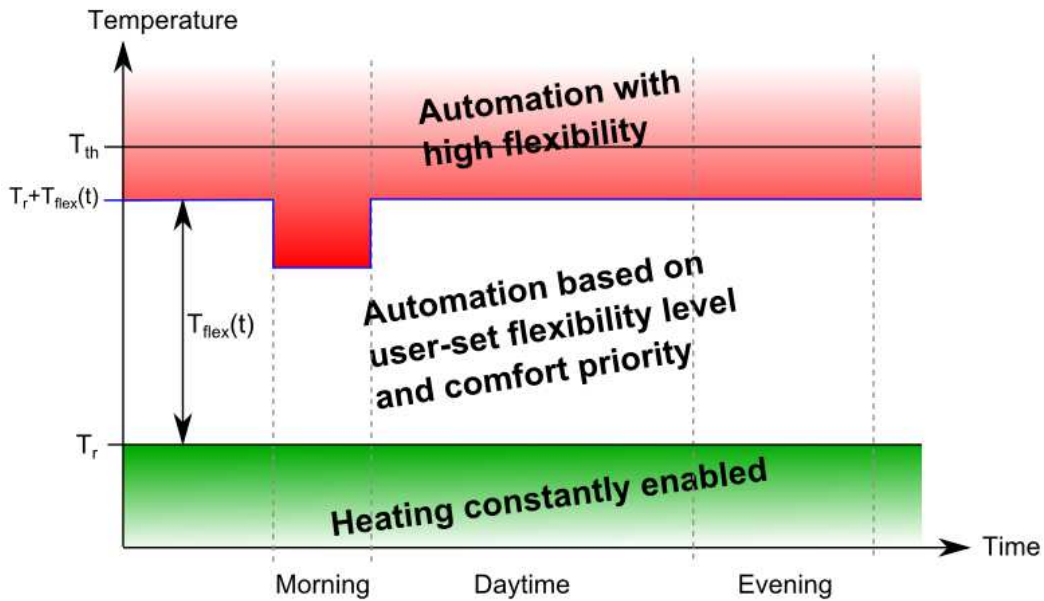 Temperature
Automation with
high flexibility
T_th
T_r+T_flex(t)
Automation based on
user-set flexibility level
and comfort priority
T_flex(t)
T_r
Heating constantly enabled
Time
Morning Daytime Evening